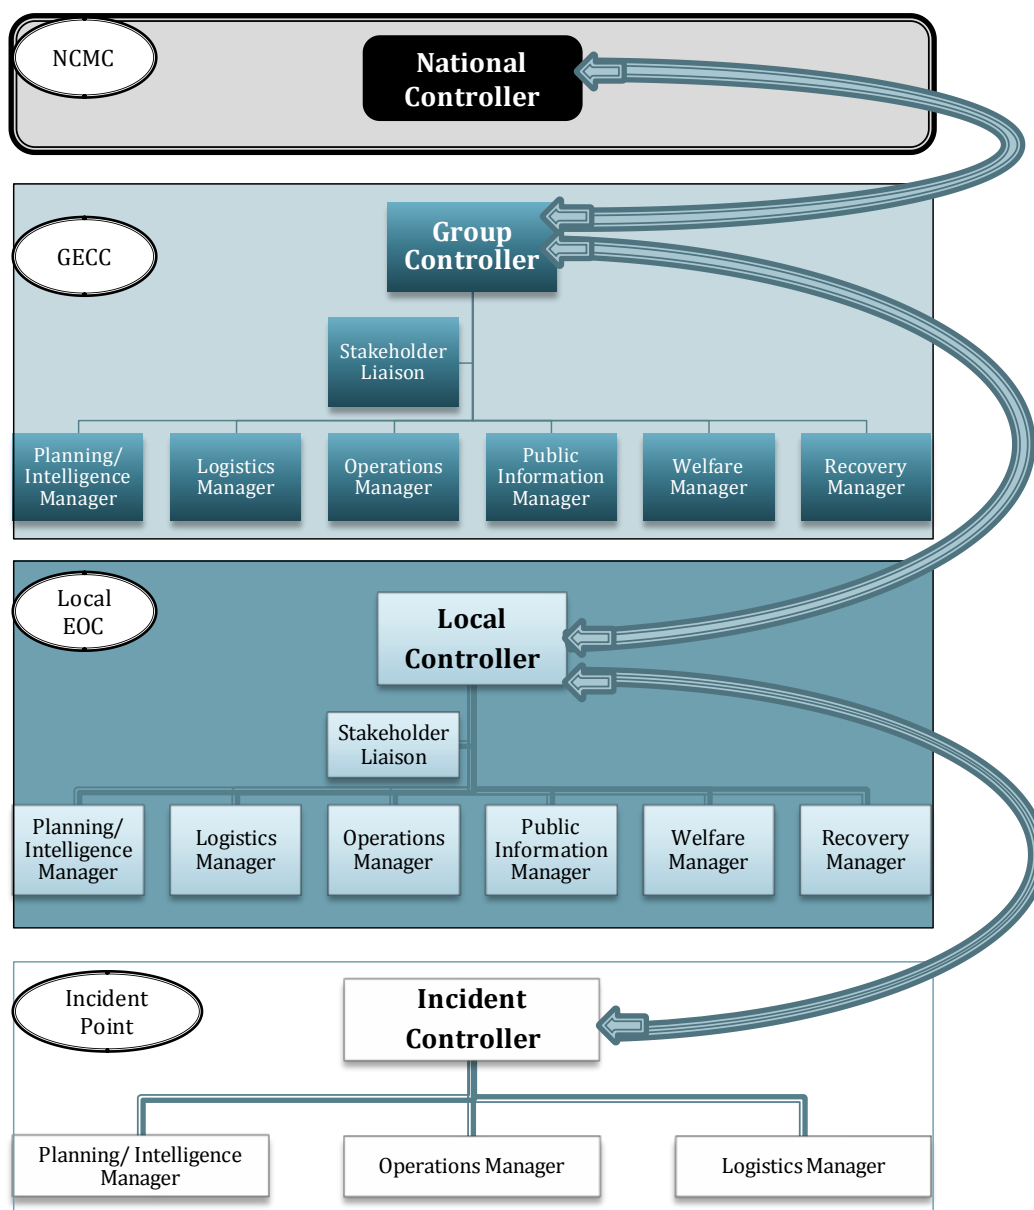 NCMC
National
Controller
GECC
Group
Controller
Stakeholder
Liaison
Planning/
Intelligence
Manager
Logistics
Manager
Operations
Manager
Public
Information
Manager
Welfare
Manager
Recovery
Manager
Local
EOC
Local
Controller
Stakeholder
Liaison
Planning/
Intelligence
Manager
Logistics
Manager
Operations
Manager
Public
Information
Manager
Welfare
Manager
Recovery
Manager
Incident
Point
Incident
Controller
Planning/ Intelligence
Manager
Operations Manager
Logistics Manager